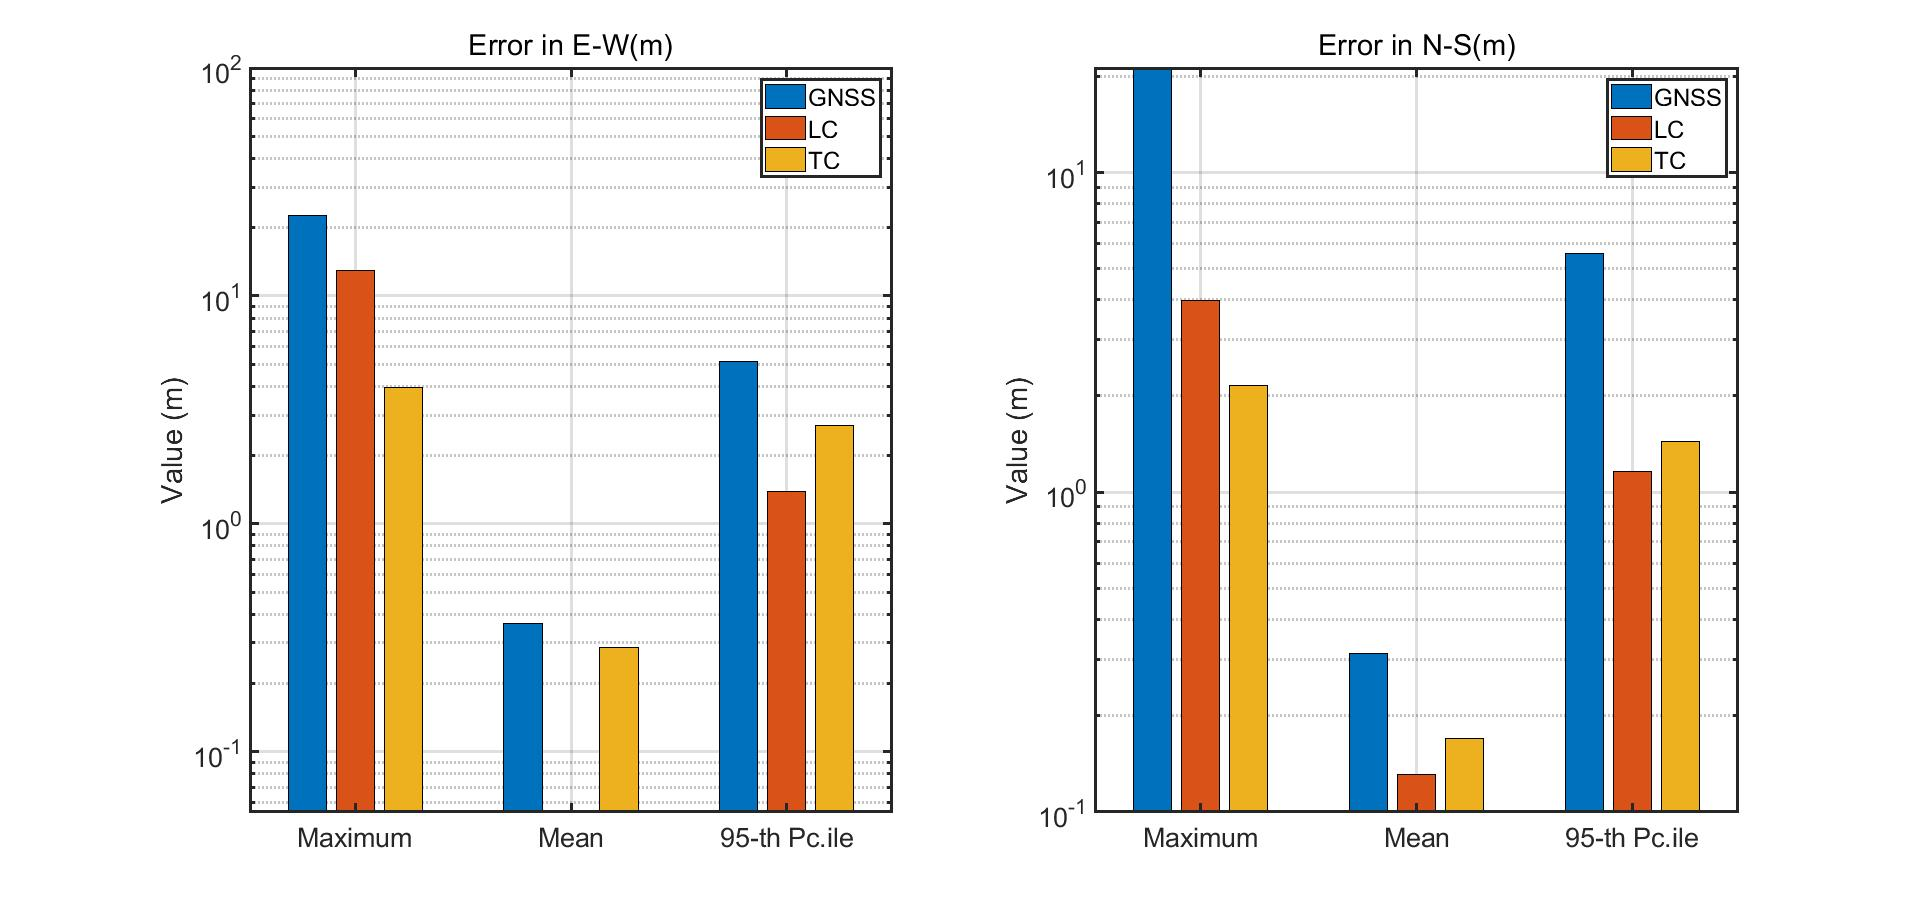 Error in E-W(m)
10^2
10^1
10^0
10^-1
Value (m)
GNSS
LC
TC
Maximum
Mean
95-th Pc.ile
Error in N-S(m)
10^1
10^0
10^-1
Value (m)
GNSS
LC
TC
Maximum
Mean
95-th Pc.ile